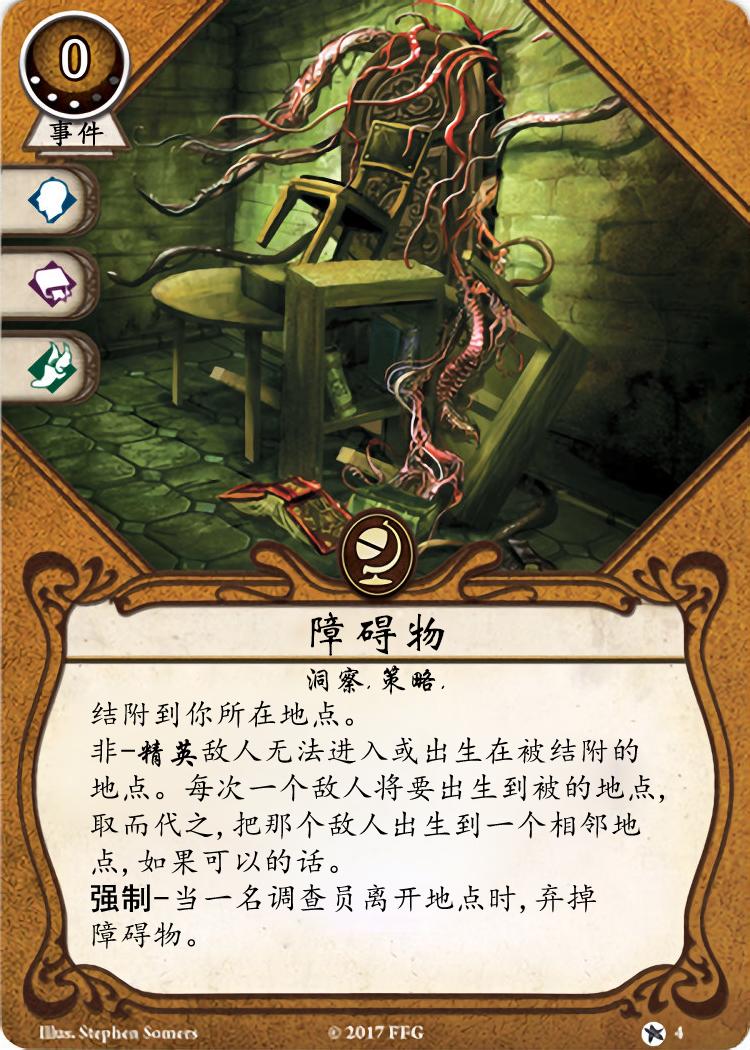 0
事件
障碍物
洞察.策略.
结附到你所在地点。
非-精英敌人无法进入或出生在被结附的
地点。每次一个敌人将要出生到被的地点,
取而代之,把那个敌人出生到一个相邻地
点,如果可以的话。
强制-当一名调查员离开地点时,弃掉
障碍物。
Illus. Stephen Somers
© 2017 FFG
4